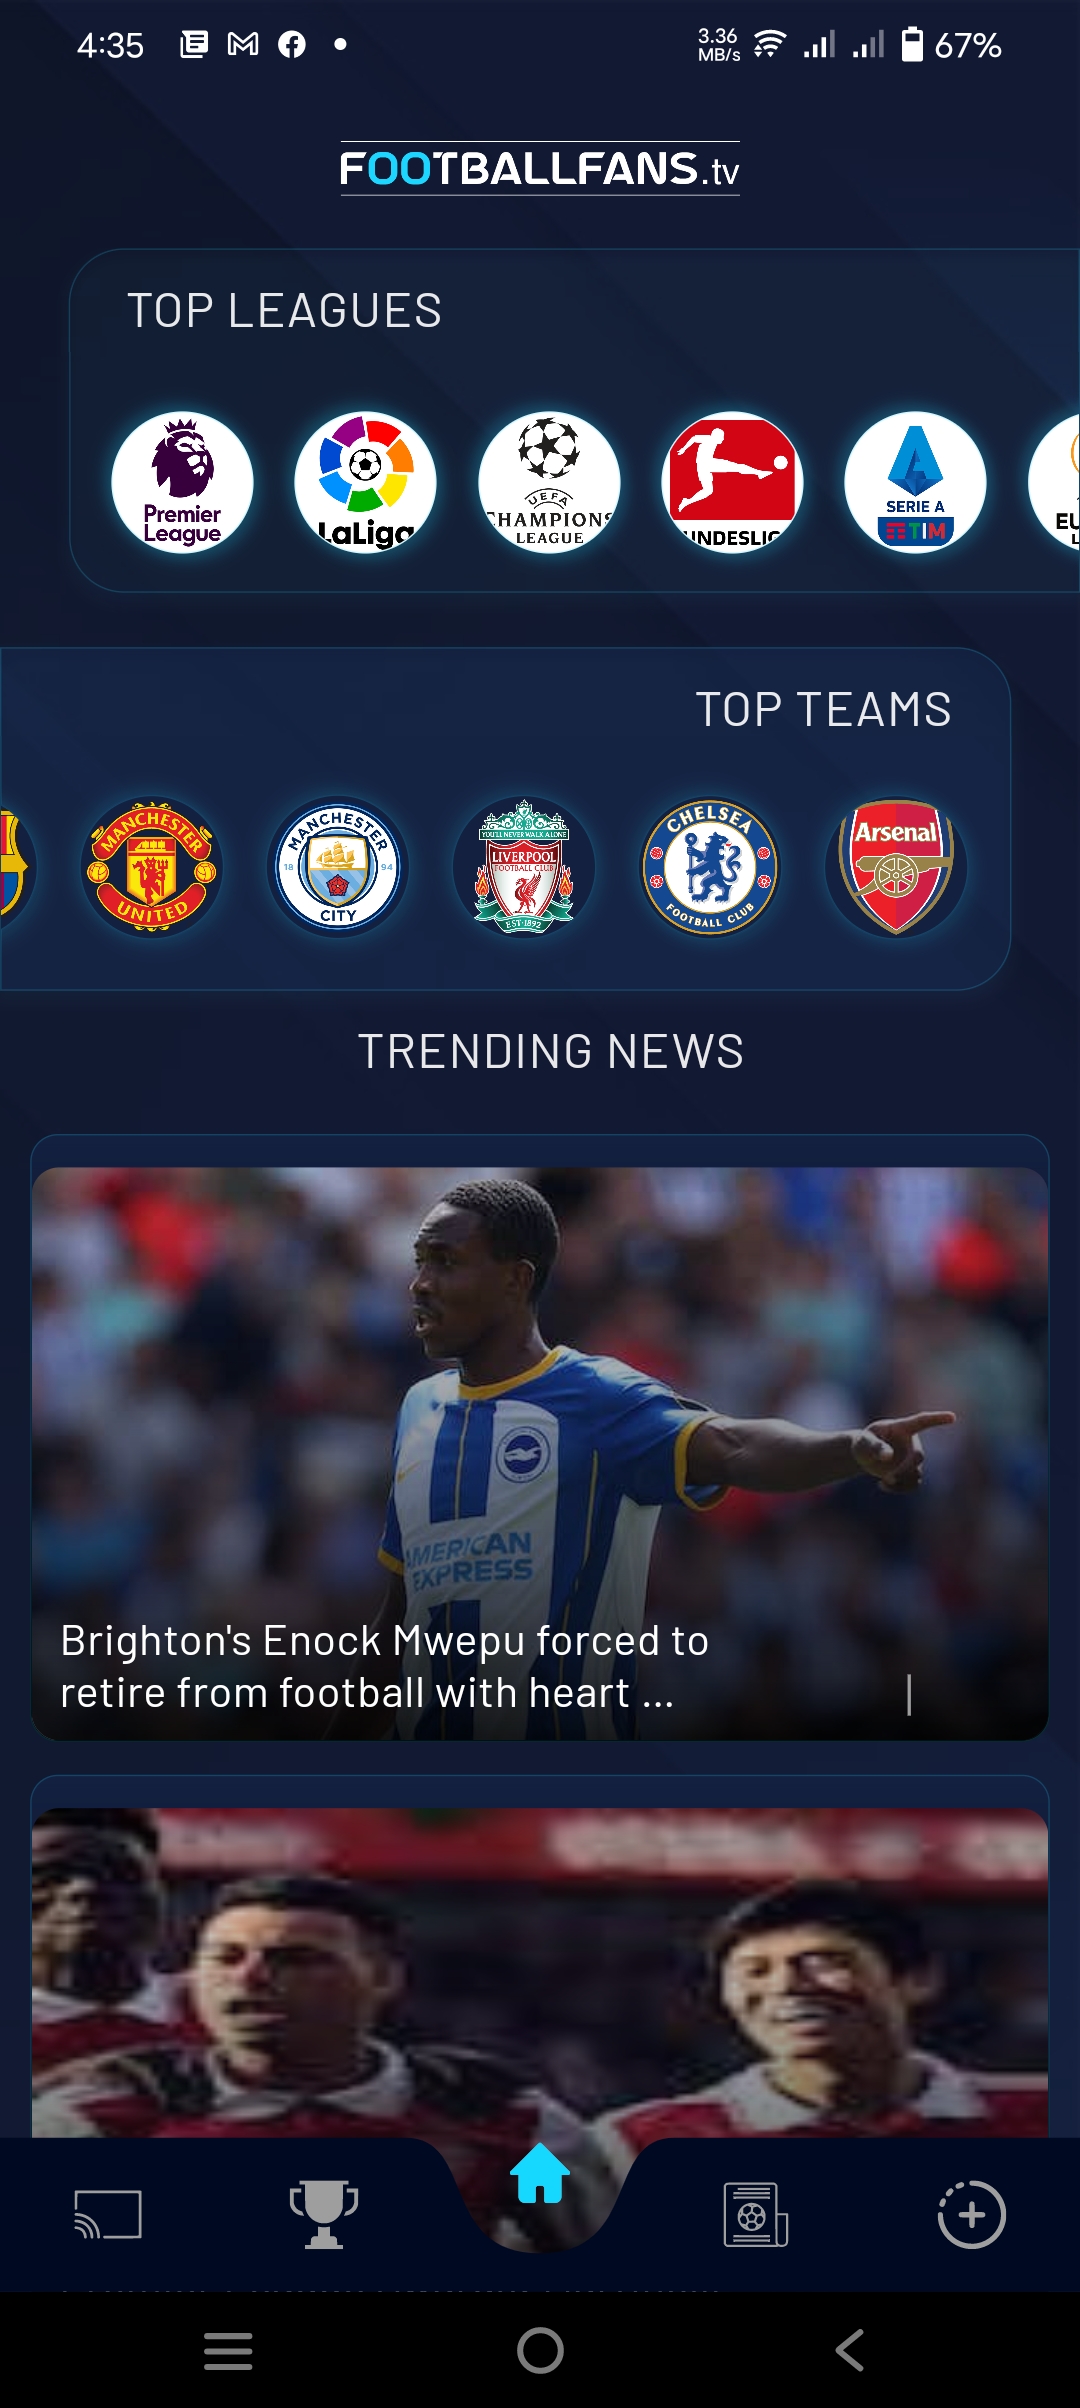 4:35
3.36
MB/s
67%
FOOTBALLFANS.tv
TOP LEAGUES
Premier
League
LaLiga
UEFA
CHAMPIONS
LEAGUE
UNDESLIG
SERIE A
TIM
EU
L
TOP TEAMS
MANCHESTER
UNITED
MANCHESTER
18 94
CITY
YOU'LL NEVER WALK ALONE
LIVERPOOL
FOOTBALL CLUB
EST·1892
CHELSEA
FOOTBALL CLUB
Arsenal
TRENDING NEWS
AMERICAN
EXPRESS
Brighton's Enock Mwepu forced to
retire from football with heart ...